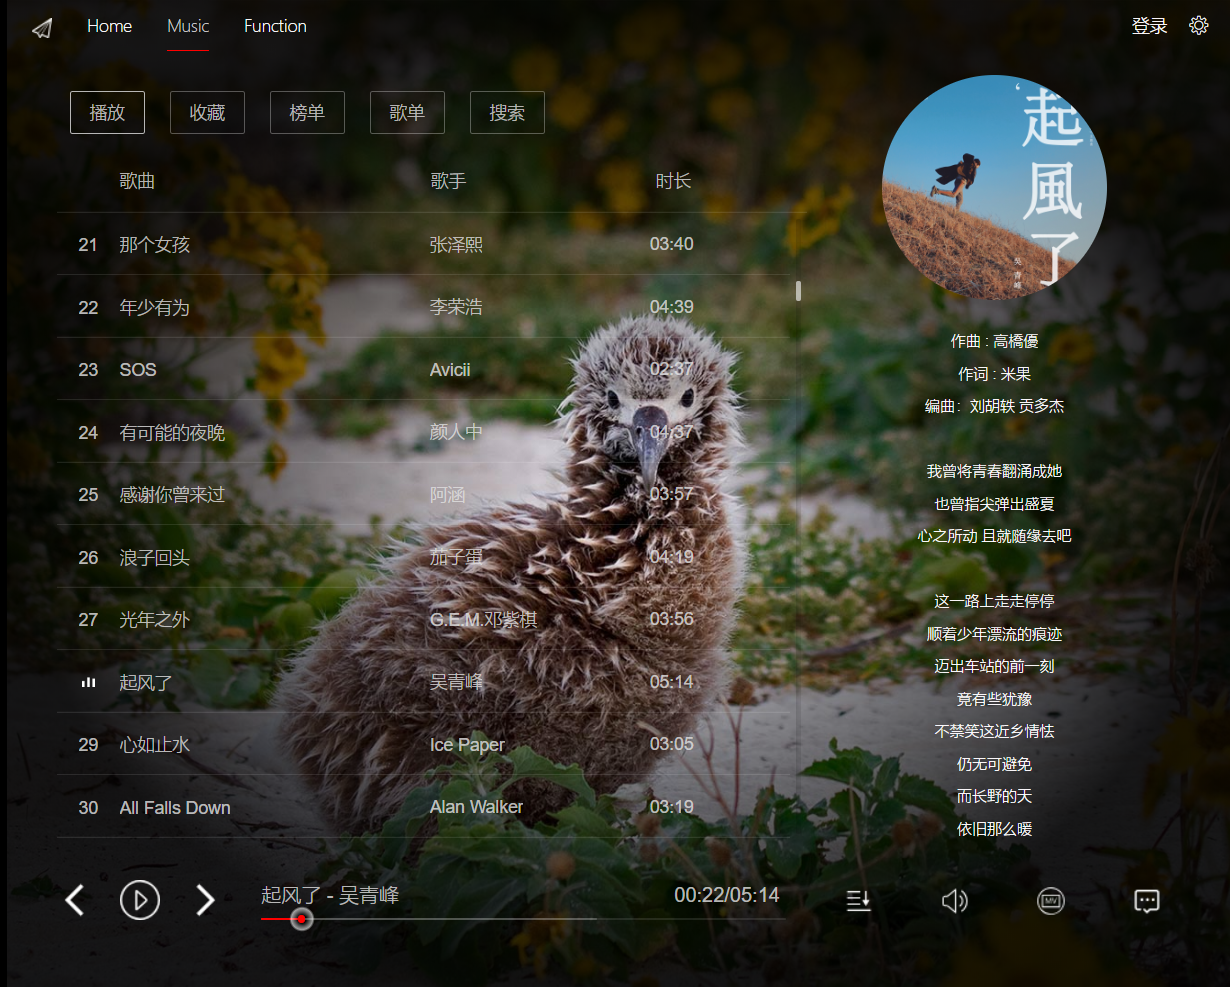 Home Music Function 登录
播放 收藏 榜单 歌单 搜索
起風了
吴青峰
歌曲 歌手 时长
21 那个女孩 张泽熙 03:40
22 年少有为 李荣浩 04:39
23 SOS Avicii 02:37
24 有可能的夜晚 颜人中 04:37
25 感谢你曾来过 阿涵 03:57
26 浪子回头 茄子蛋 04:19
27 光年之外 G.E.M.邓紫棋 03:56
起风了 吴青峰 05:14
29 心如止水 Ice Paper 03:05
30 All Falls Down Alan Walker 03:19
作曲 : 高橋優
作词 : 米果
编曲：刘胡轶 贡多杰
我曾将青春翻涌成她
也曾指尖弹出盛夏
心之所动 且就随缘去吧
这一路上走走停停
顺着少年漂流的痕迹
迈出车站的前一刻
竟有些犹豫
不禁笑这近乡情怯
仍无可避免
而长野的天
依旧那么暖
起风了 - 吴青峰 00:22/05:14
MV